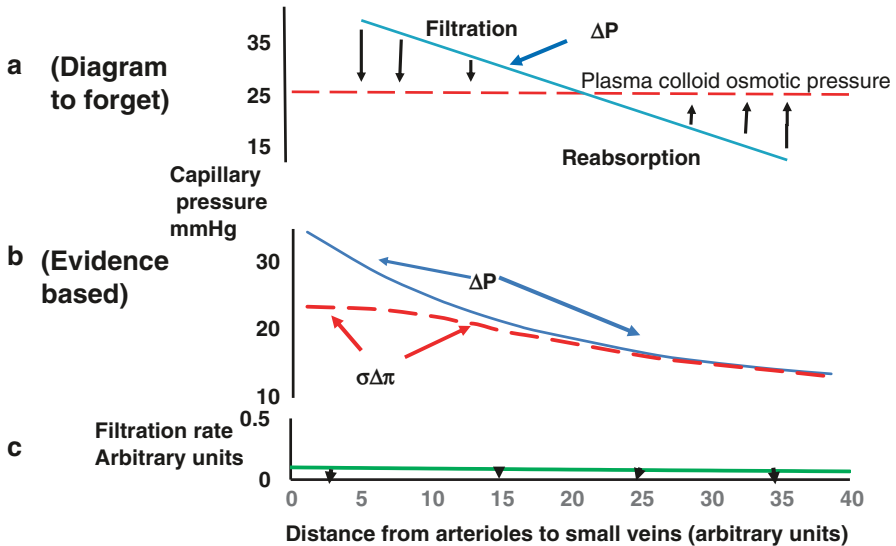 a
(Diagram
to forget)
35
25
15
Filtration
ΔP
Plasma colloid osmotic pressure
Reabsorption
Capillary
pressure
mmHg
b
(Evidence
based)
30
20
10
ΔP
σΔπ
c
Filtration rate
Arbitrary units
0.5
0
0 5 10 15 20 25 30 35 40
Distance from arterioles to small veins (arbitrary units)